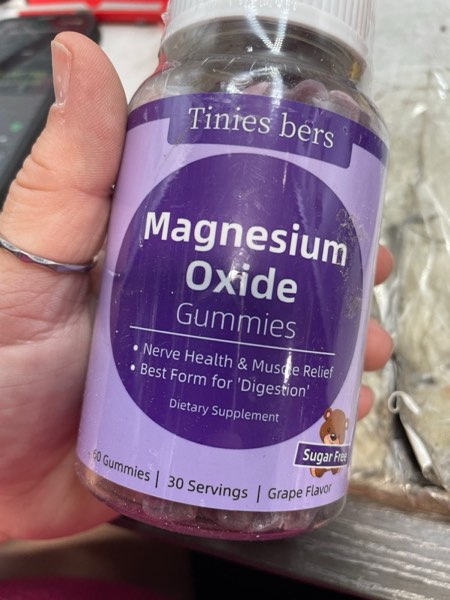 Tinies bers
Magnesium
Oxide
Gummies
• Nerve Health & Muscle Relief
• Best Form for 'Digestion'
Dietary Supplement
Sugar Free
60 Gummies | 30 Servings | Grape Flavor